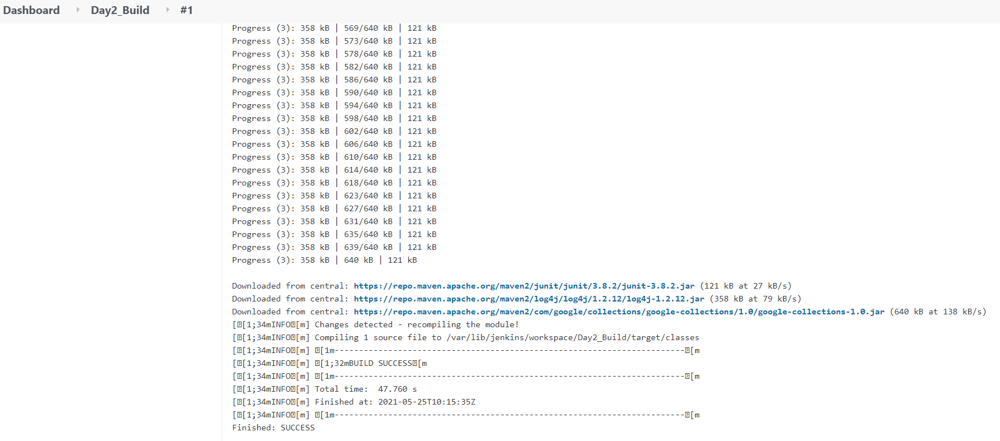 Dashboard Day2_Build #1
Progress (3): 358 kB | 569/640 kB | 121 kB
Progress (3): 358 kB | 573/640 kB | 121 kB
Progress (3): 358 kB | 578/640 kB | 121 kB
Progress (3): 358 kB | 582/640 kB | 121 kB
Progress (3): 358 kB | 586/640 kB | 121 kB
Progress (3): 358 kB | 590/640 kB | 121 kB
Progress (3): 358 kB | 594/640 kB | 121 kB
Progress (3): 358 kB | 598/640 kB | 121 kB
Progress (3): 358 kB | 602/640 kB | 121 kB
Progress (3): 358 kB | 606/640 kB | 121 kB
Progress (3): 358 kB | 610/640 kB | 121 kB
Progress (3): 358 kB | 614/640 kB | 121 kB
Progress (3): 358 kB | 618/640 kB | 121 kB
Progress (3): 358 kB | 623/640 kB | 121 kB
Progress (3): 358 kB | 627/640 kB | 121 kB
Progress (3): 358 kB | 631/640 kB | 121 kB
Progress (3): 358 kB | 635/640 kB | 121 kB
Progress (3): 358 kB | 639/640 kB | 121 kB
Progress (3): 358 kB | 640 kB | 121 kB
Downloaded from central: https://repo.maven.apache.org/maven2/junit/junit/3.8.2/junit-3.8.2.jar (121 kB at 27 kB/s)
Downloaded from central: https://repo.maven.apache.org/maven2/log4j/log4j/1.2.12/log4j-1.2.12.jar (358 kB at 79 kB/s)
Downloaded from central: https://repo.maven.apache.org/maven2/com/google/collections/google-collections/1.0/google-collections-1.0.jar (640 kB at 138 kB/s)
[⍰[1;34mINFO⍰[m] Changes detected - recompiling the module!
[⍰[1;34mINFO⍰[m] Compiling 1 source file to /var/lib/jenkins/workspace/Day2_Build/target/classes
[⍰[1;34mINFO⍰[m] ⍰[1m------------------------------------------------------------------------⍰[m
[⍰[1;34mINFO⍰[m] ⍰[1;32mBUILD SUCCESS⍰[m
[⍰[1;34mINFO⍰[m] ⍰[1m------------------------------------------------------------------------⍰[m
[⍰[1;34mINFO⍰[m] Total time:  47.760 s
[⍰[1;34mINFO⍰[m] Finished at: 2021-05-25T10:15:35Z
[⍰[1;34mINFO⍰[m] ⍰[1m------------------------------------------------------------------------⍰[m
Finished: SUCCESS